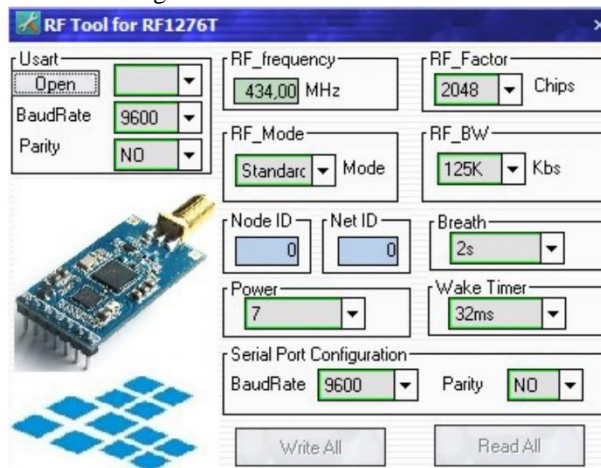 RF Tool for RF1276T
Usart
Open
BaudRate 9600
Parity NO
RF_frequency
434,00 MHz
RF_Factor
2048 Chips
RF_Mode
Standarc Mode
RF_BW
125K Kbs
Node ID
0
Net ID
0
Breath
2s
Power
7
Wake Timer
32ms
Serial Port Configuration
BaudRate 9600 Parity NO
Write All Read All